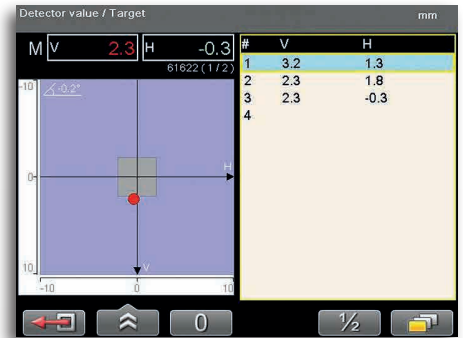 Detector value / Target mm
M V 2.3 H -0.3
61622 (1/2)
# V H
1 3.2 1.3
2 2.3 1.8
3 2.3 -0.3
4
-10
-0.2°
0
H
10
V
-10 0 10
0
½